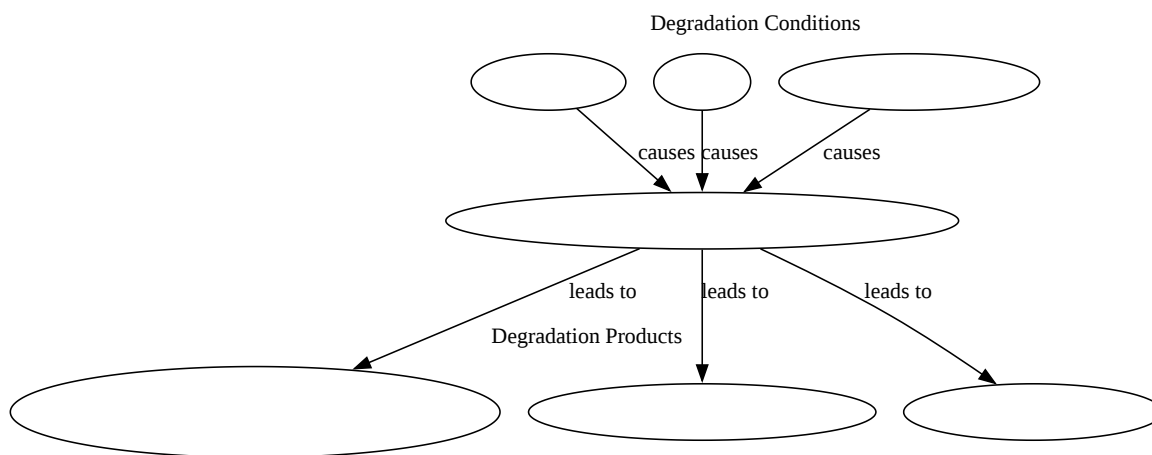 Degradation Conditions
causes causes causes
leads to leads to leads to
Degradation Products